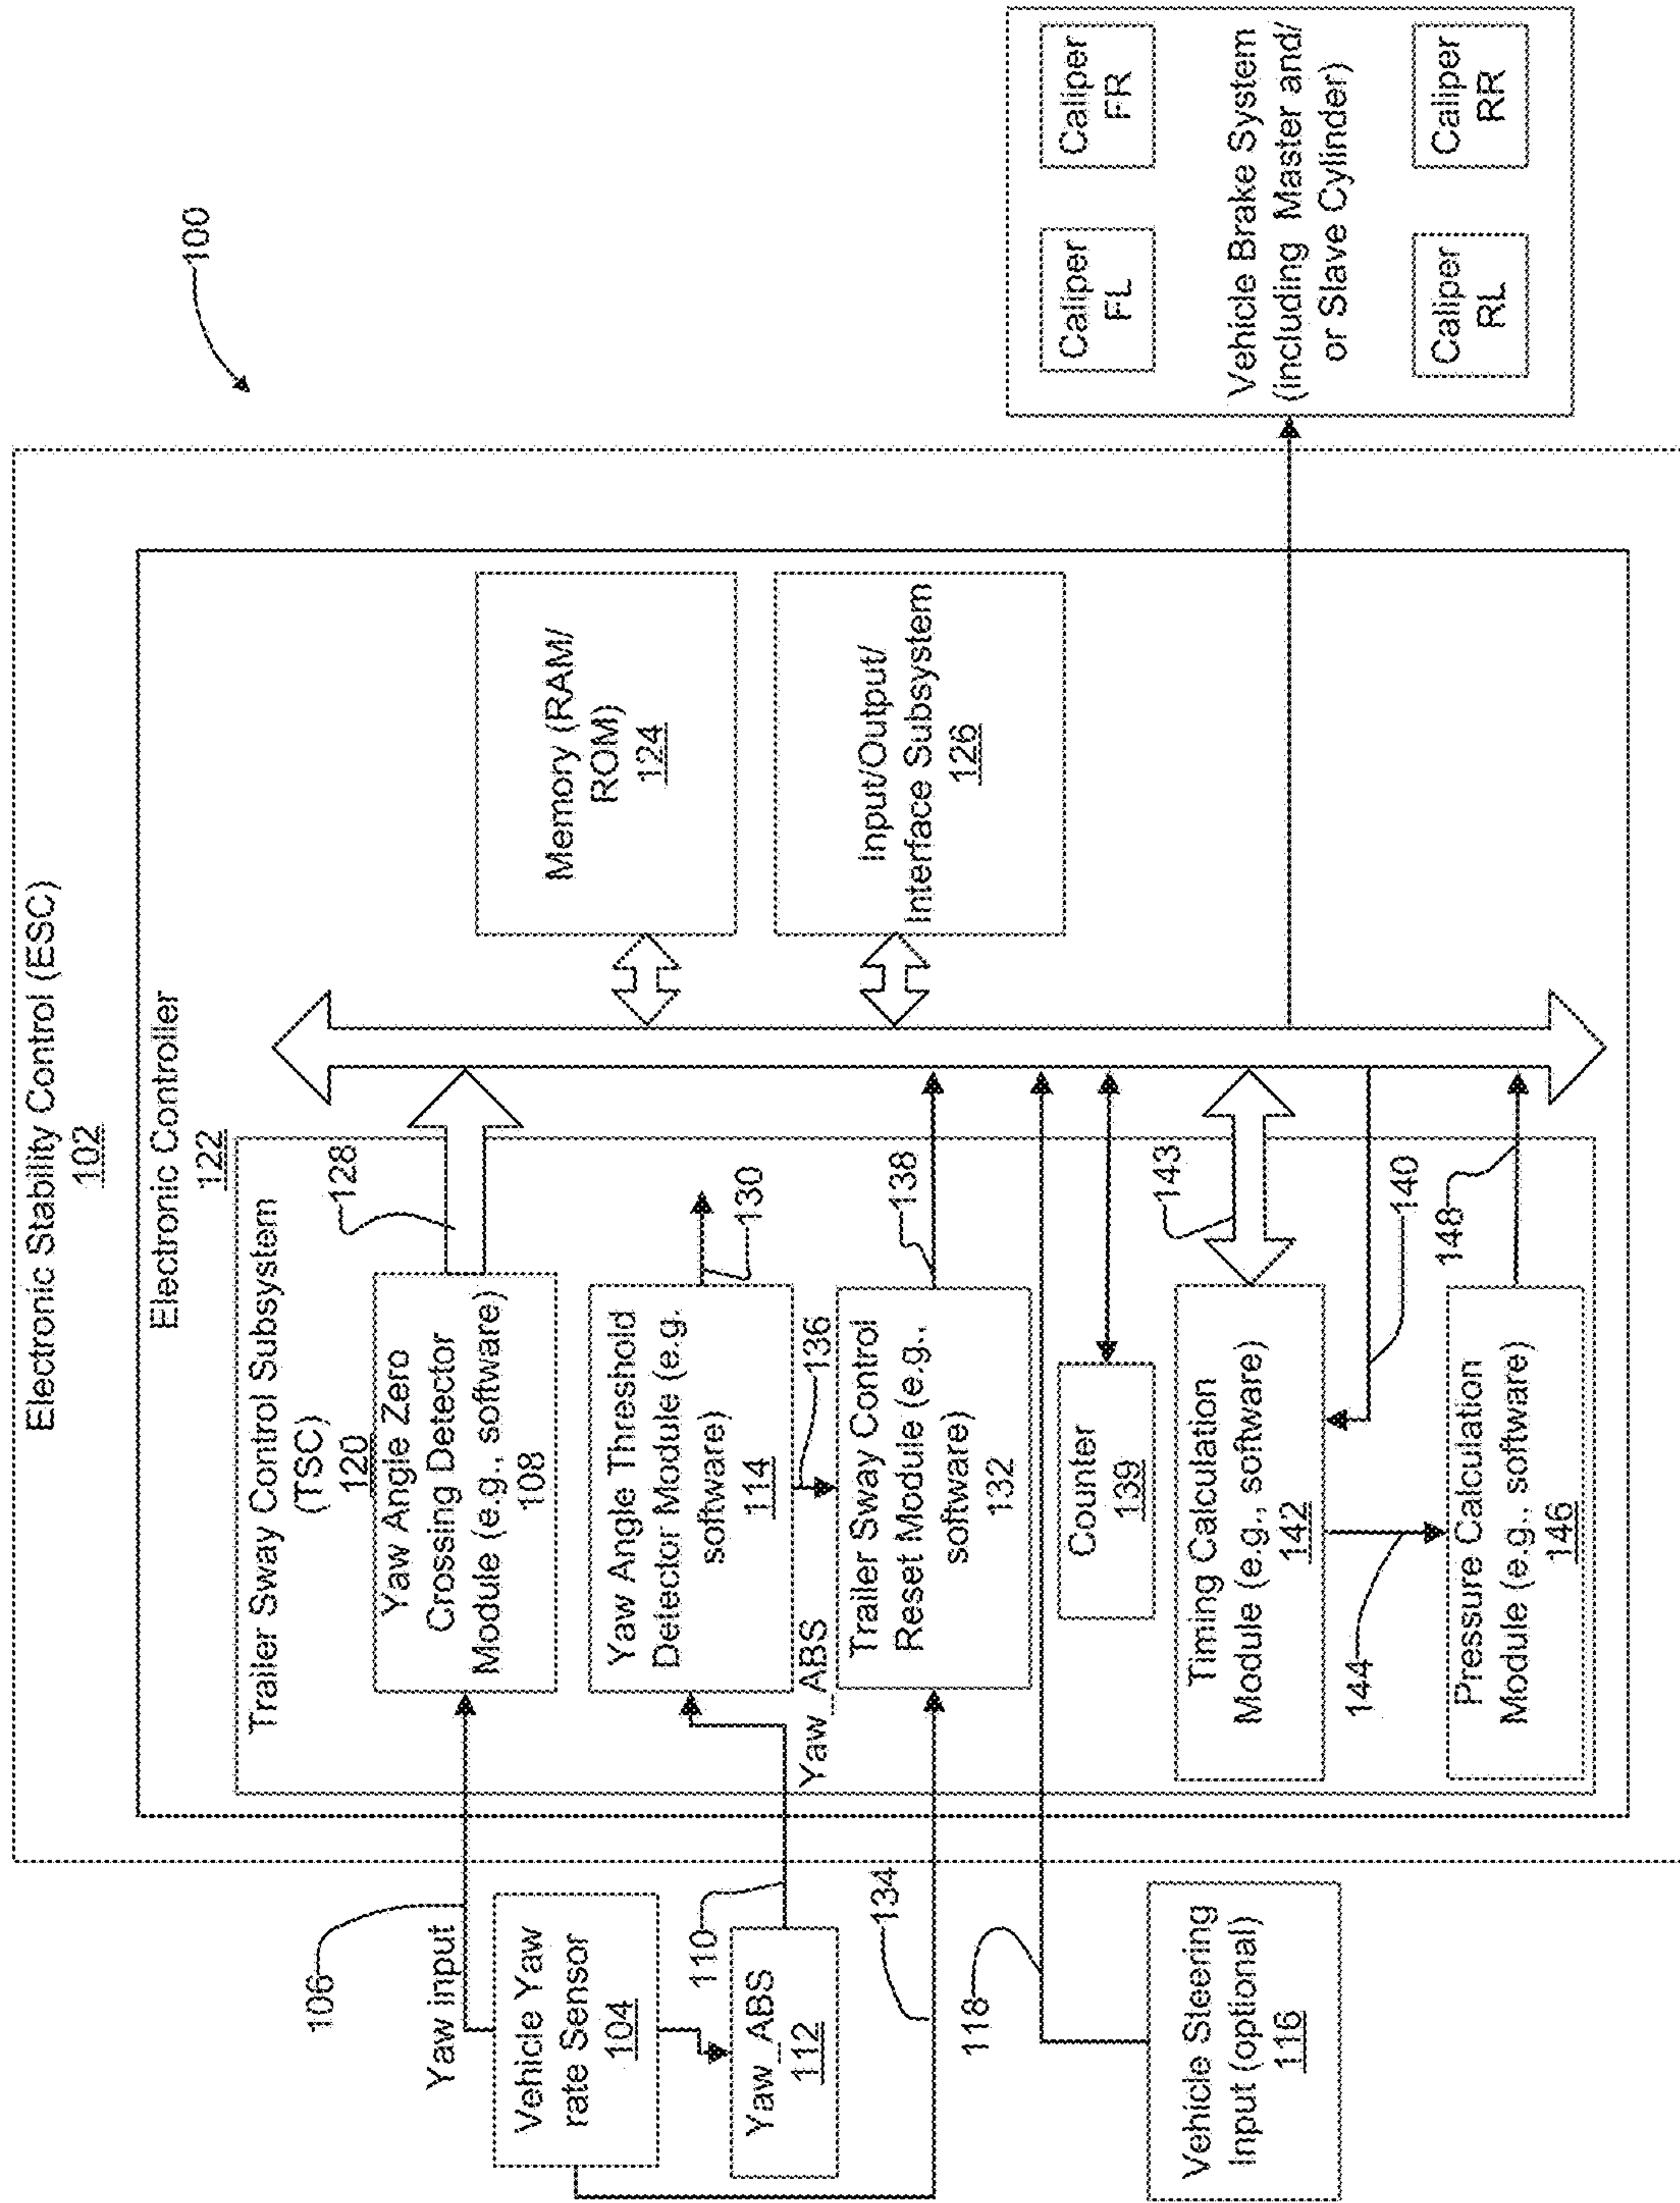 100
Electronic Stability Control (ESC)
102
Electronic Controller
122
Trailer Sway Control Subsystem
(TSC)
120
106
Yaw input
Vehicle Yaw
rate Sensor
104
110
Yaw_ABS
112
Yaw_ABS
134
118
Vehicle Steering
Input (optional)
116
Yaw Angle Zero
Crossing Detector
Module (e.g., software)
108
128
Yaw Angle Threshold
Detector Module (e.g.
software)
114
130
136
Trailer Sway Control
Reset Module (e.g.,
software)
132
138
Counter
139
Timing Calculation
Module (e.g., software)
142
143
140
144
Pressure Calculation
Module (e.g., software)
146
148
Memory (RAM/
ROM)
124
Input/Output/
Interface Subsystem
126
Caliper
FL
Caliper
FR
Vehicle Brake System
(including Master and/
or Slave Cylinder)
Caliper
RL
Caliper
RR